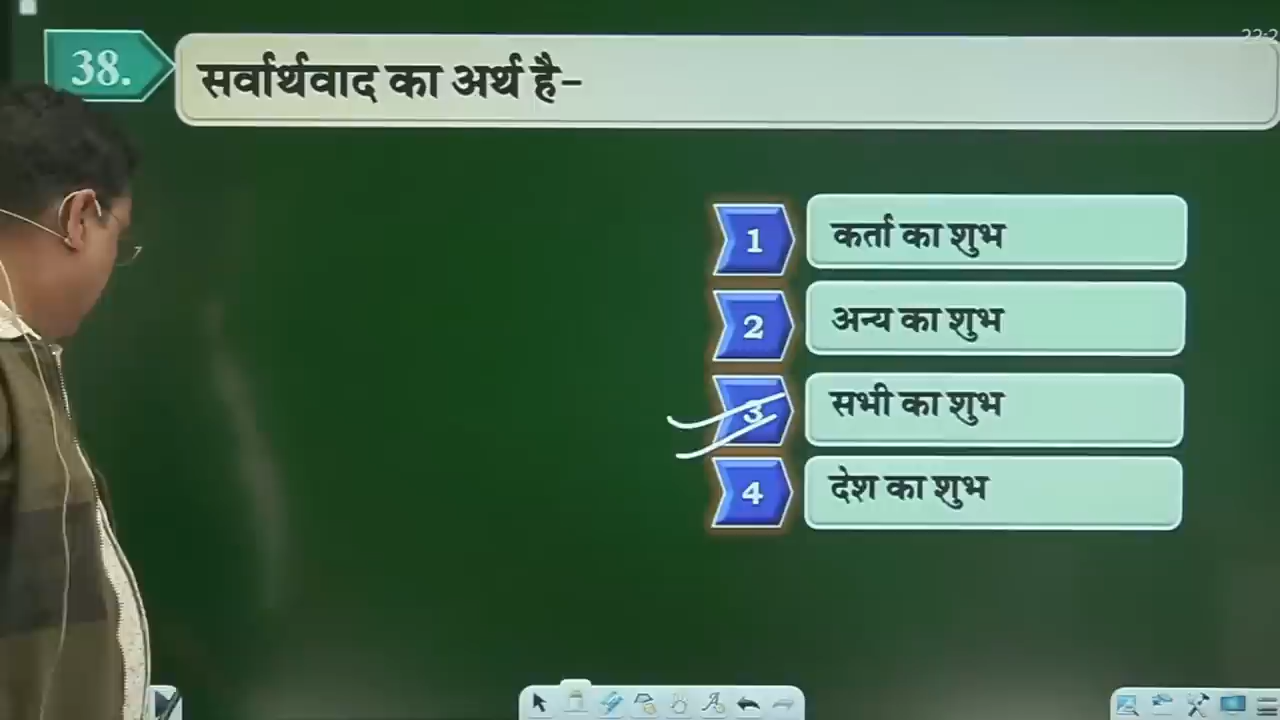 38.
सर्वार्थवाद का अर्थ है-
1 कर्ता का शुभ
2 अन्य का शुभ
3 सभी का शुभ
4 देश का शुभ